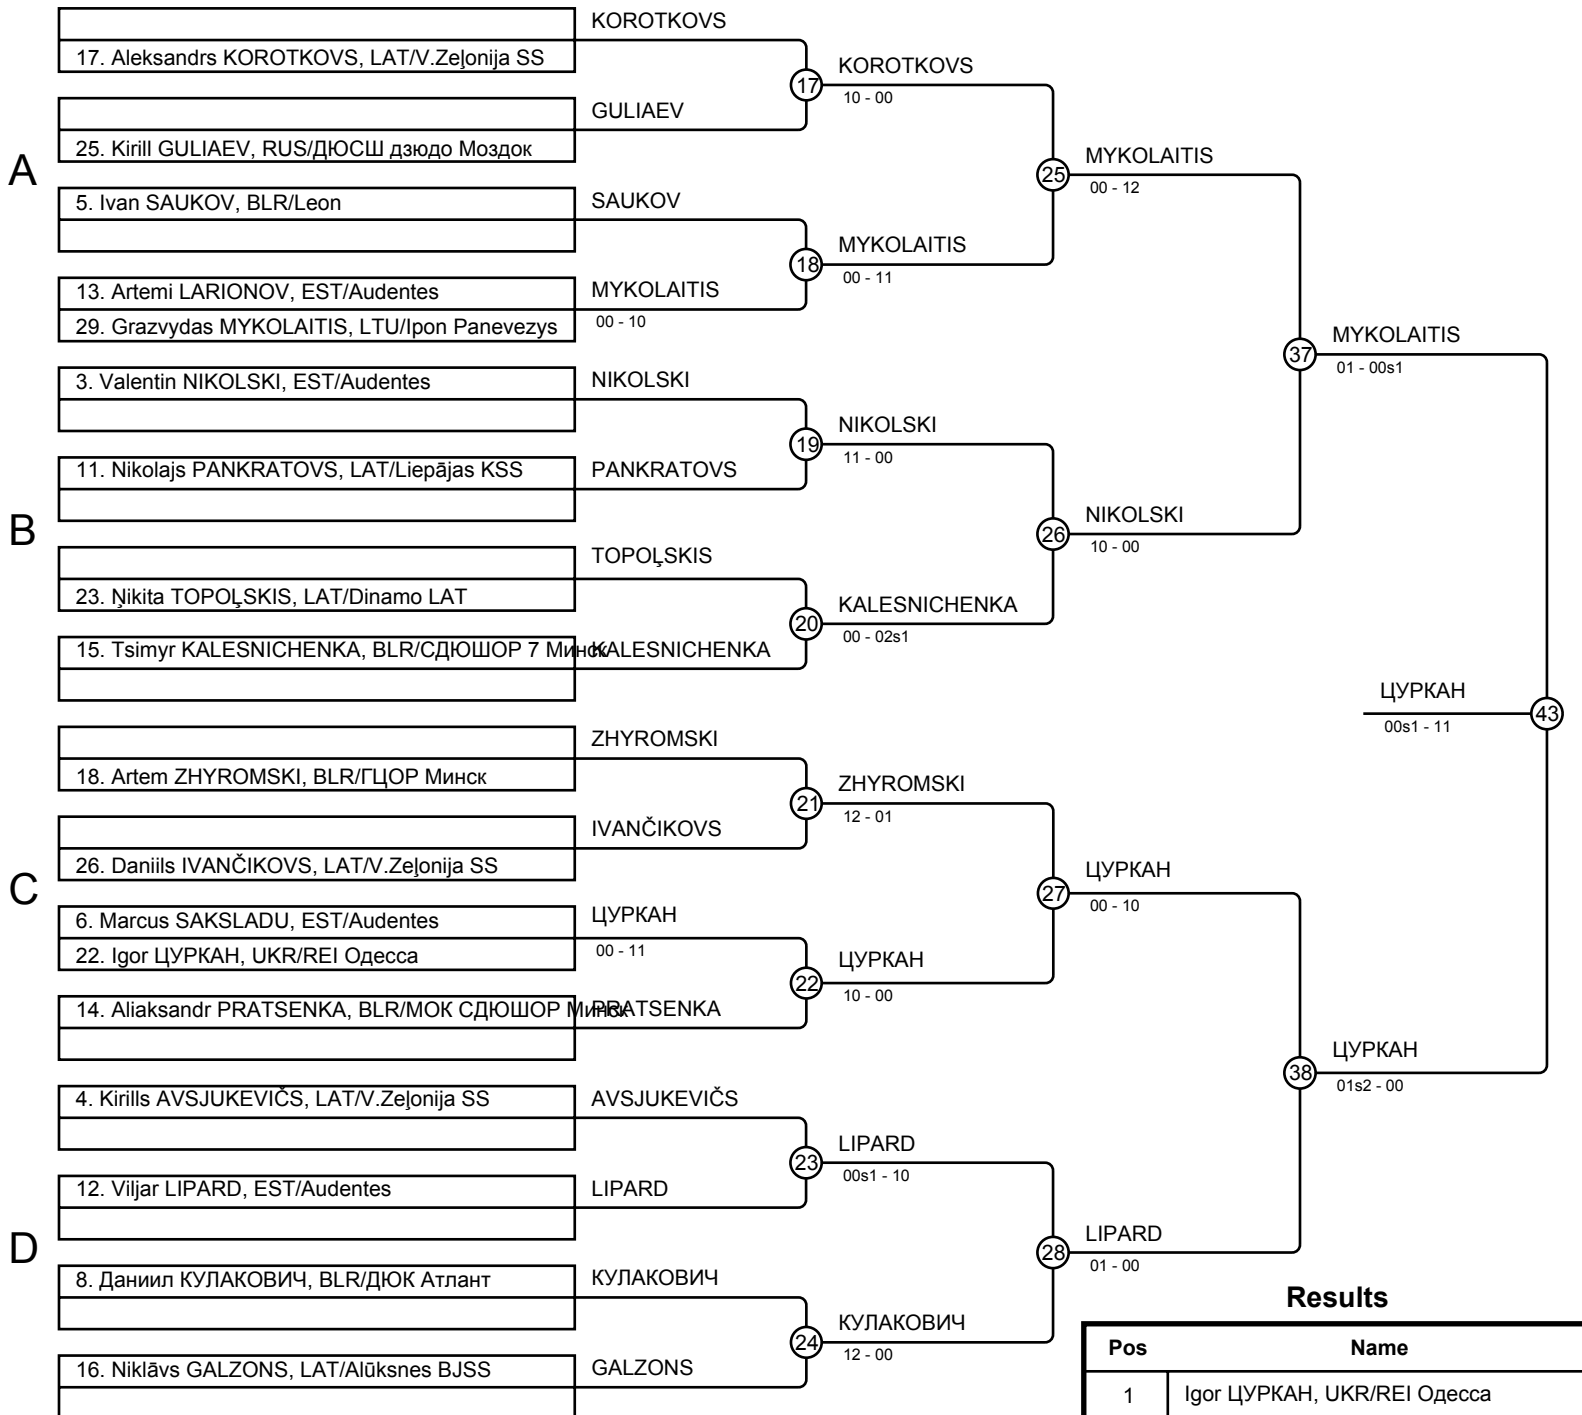 KOROTKOVS
17. Aleksandrs KOROTKOVS, LAT/V.Zeļonija SS
17
KOROTKOVS
10 - 00
GULIAEV
25. Kirill GULIAEV, RUS/ДЮСШ дзюдо Моздок
A
25
MYKOLAITIS
00 - 12
5. Ivan SAUKOV, BLR/Leon
SAUKOV
18
MYKOLAITIS
00 - 11
13. Artemi LARIONOV, EST/Audentes
MYKOLAITIS
29. Grazvydas MYKOLAITIS, LTU/Ipon Panevezys
00 - 10
37
MYKOLAITIS
01 - 00s1
3. Valentin NIKOLSKI, EST/Audentes
NIKOLSKI
19
NIKOLSKI
11 - 00
11. Nikolajs PANKRATOVS, LAT/Liepājas KSS
PANKRATOVS
B
26
NIKOLSKI
10 - 00
TOPOĻSKIS
23. Ņikita TOPOĻSKIS, LAT/Dinamo LAT
20
KALESNICHENKA
00 - 02s1
15. Tsimyr KALESNICHENKA, BLR/СДЮШОР 7 Минск
KALESNICHENKA
ЦУРКАН
43
00s1 - 11
ZHYROMSKI
18. Artem ZHYROMSKI, BLR/ГЦОР Минск
21
ZHYROMSKI
12 - 01
IVANČIKOVS
26. Daniils IVANČIKOVS, LAT/V.Zeļonija SS
C
27
ЦУРКАН
00 - 10
6. Marcus SAKSLADU, EST/Audentes
ЦУРКАН
22. Igor ЦУРКАН, UKR/REI Одесса
00 - 11
22
ЦУРКАН
10 - 00
14. Aliaksandr PRATSENKA, BLR/МОК СДЮШОР Минск
PRATSENKA
38
ЦУРКАН
01s2 - 00
4. Kirills AVSJUKEVIČS, LAT/V.Zeļonija SS
AVSJUKEVIČS
23
LIPARD
00s1 - 10
12. Viljar LIPARD, EST/Audentes
LIPARD
D
28
LIPARD
01 - 00
8. Даниил КУЛАКОВИЧ, BLR/ДЮК Атлант
КУЛАКОВИЧ
24
КУЛАКОВИЧ
12 - 00
16. Niklāvs GALZONS, LAT/Alūksnes BJSS
GALZONS
Results
Pos Name
1 Igor ЦУРКАН, UKR/REI Одесса